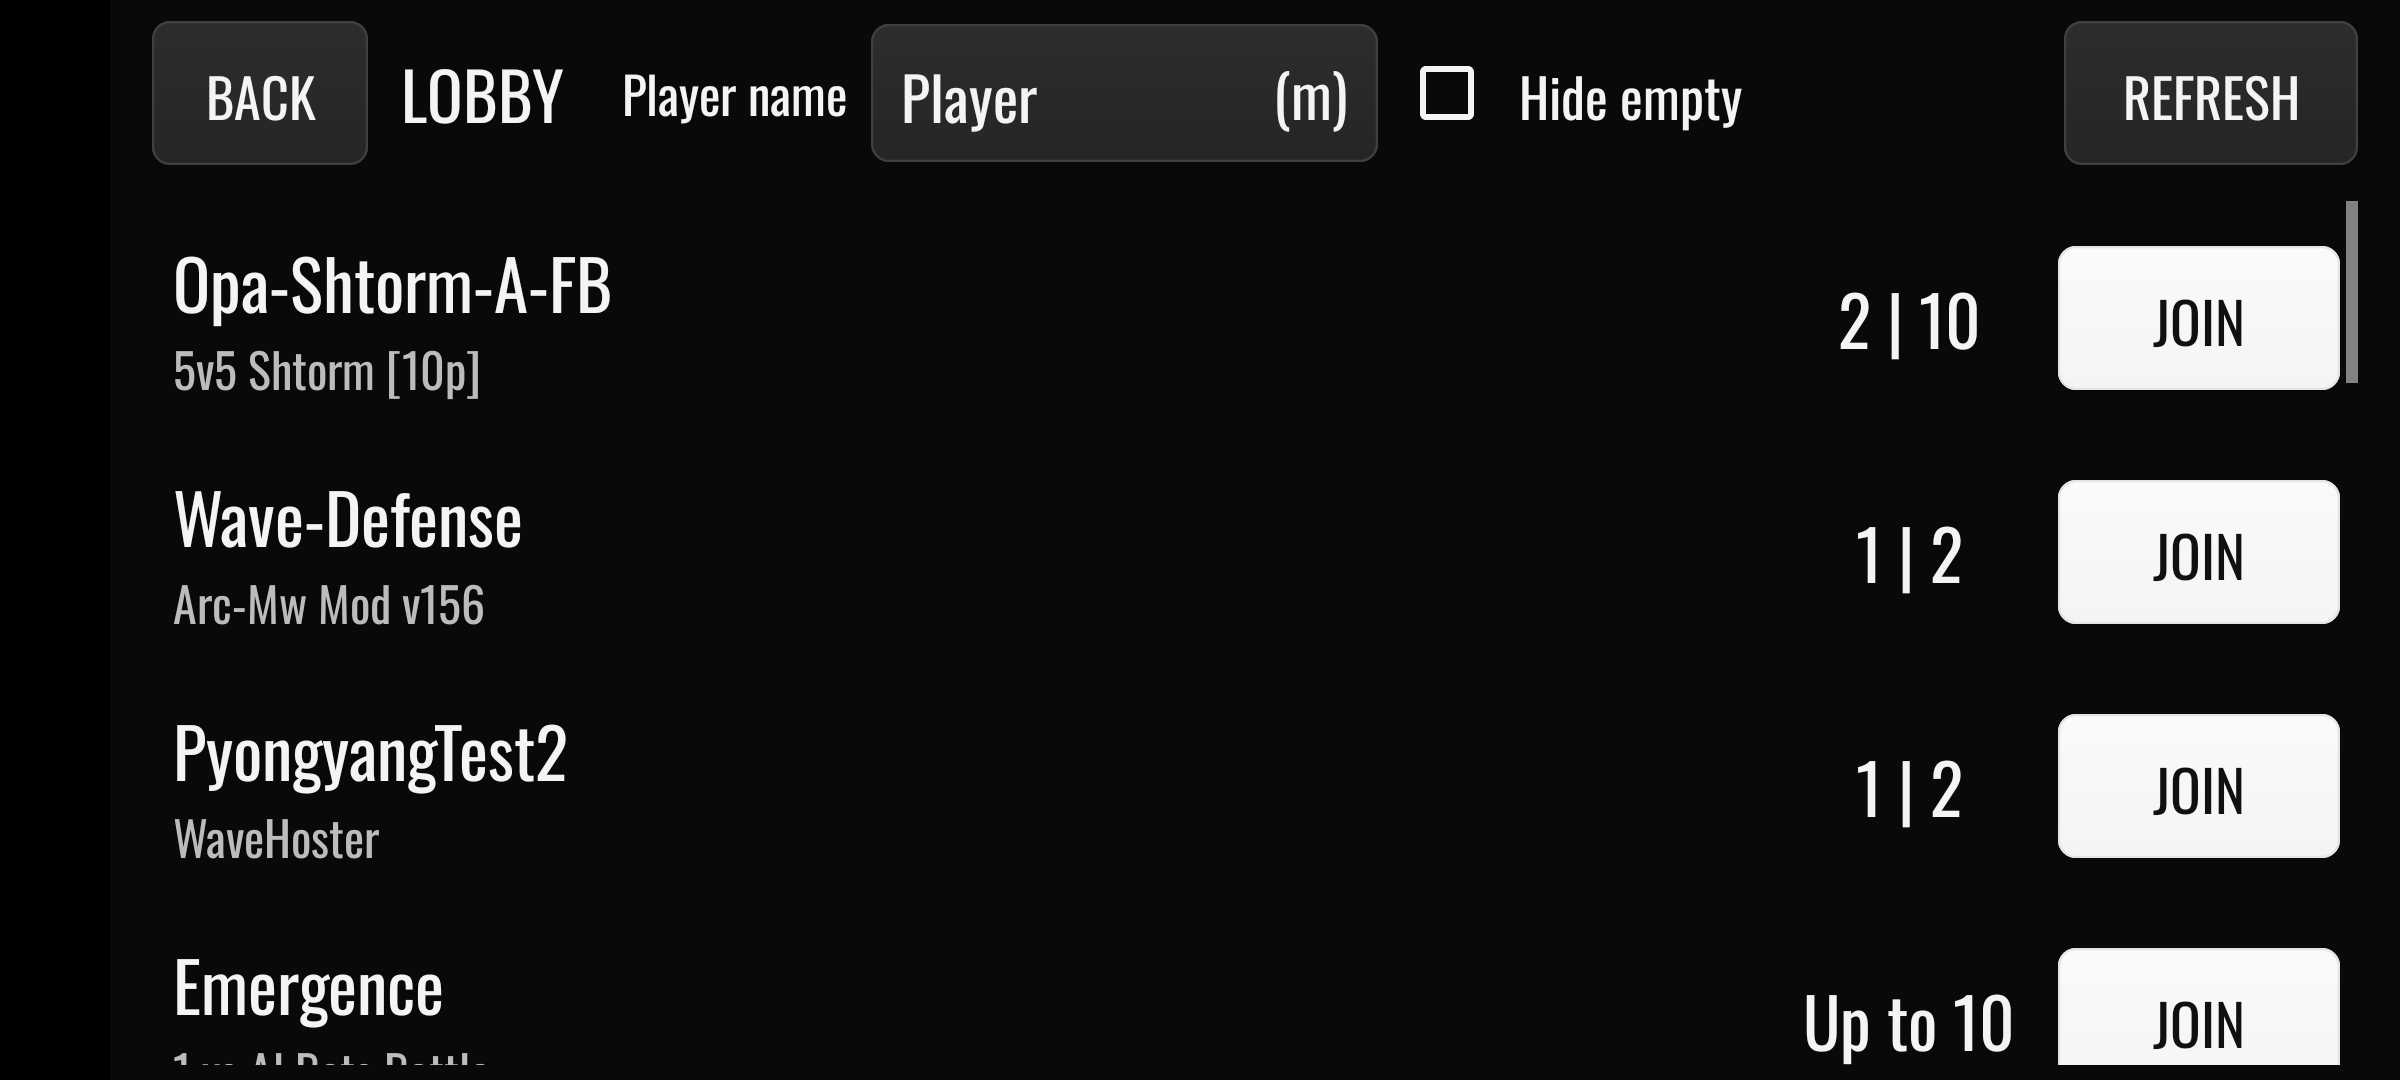 BACK LOBBY Player name Player (m) Hide empty REFRESH
Opa-Shtorm-A-FB
5v5 Shtorm [10p]
2 | 10 JOIN
Wave-Defense
Arc-Mw Mod v156
1 | 2 JOIN
PyongyangTest2
WaveHoster
1 | 2 JOIN
Emergence
Up to 10 JOIN